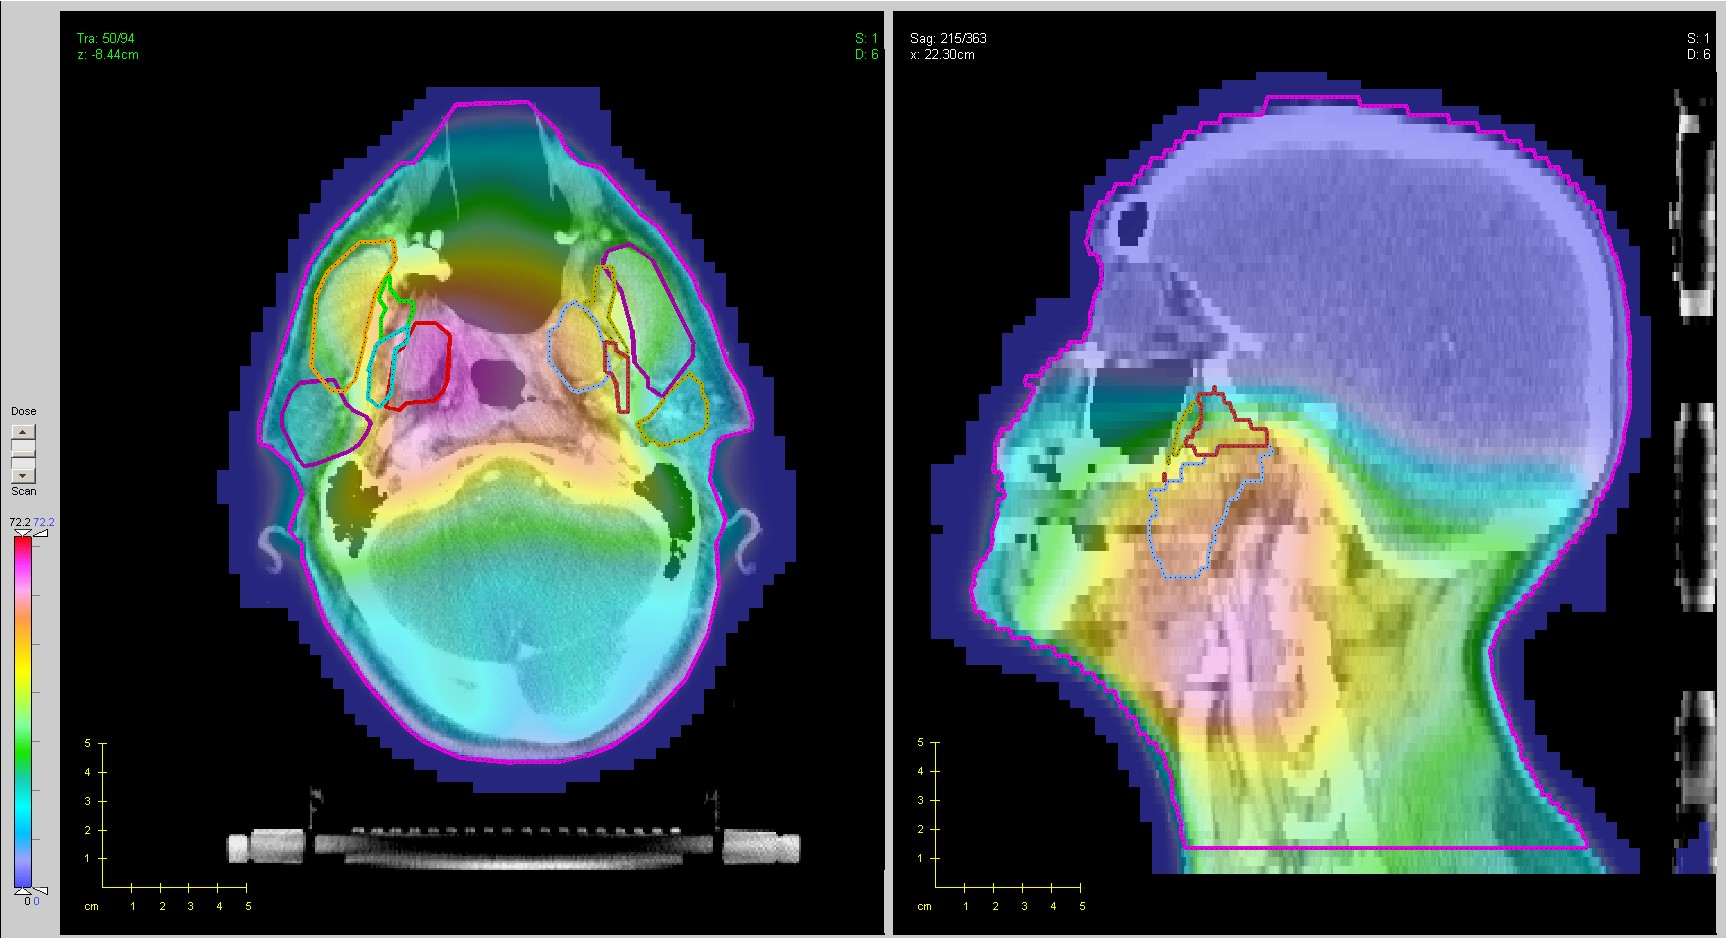 Tra: 50/94
z: -8.44cm
S: 1
D: 6
Sag: 215/363
x: 22.30cm
S: 1
D: 6
Dose
Scan
72.2 72.2
0 0
5
4
3
2
1
cm 1 2 3 4 5
5
4
3
2
1
cm 1 2 3 4 5